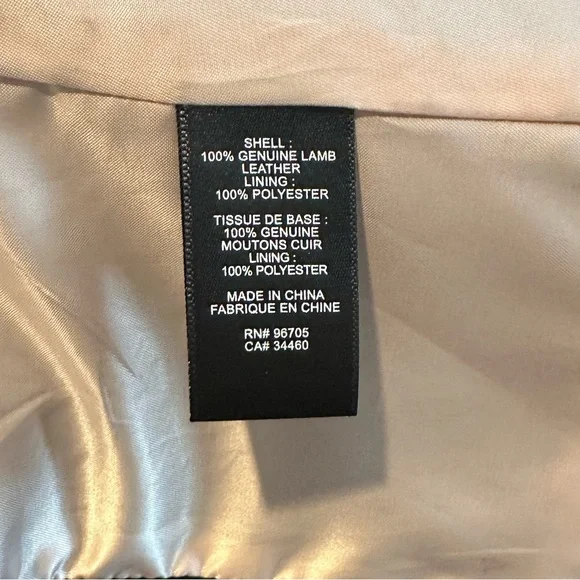 SHELL :
100% GENUINE LAMB
LEATHER
LINING :
100% POLYESTER
TISSUE DE BASE :
100% GENUINE
MOUTONS CUIR
LINING :
100% POLYESTER
MADE IN CHINA
FABRIQUE EN CHINE
RN# 96705
CA# 34460